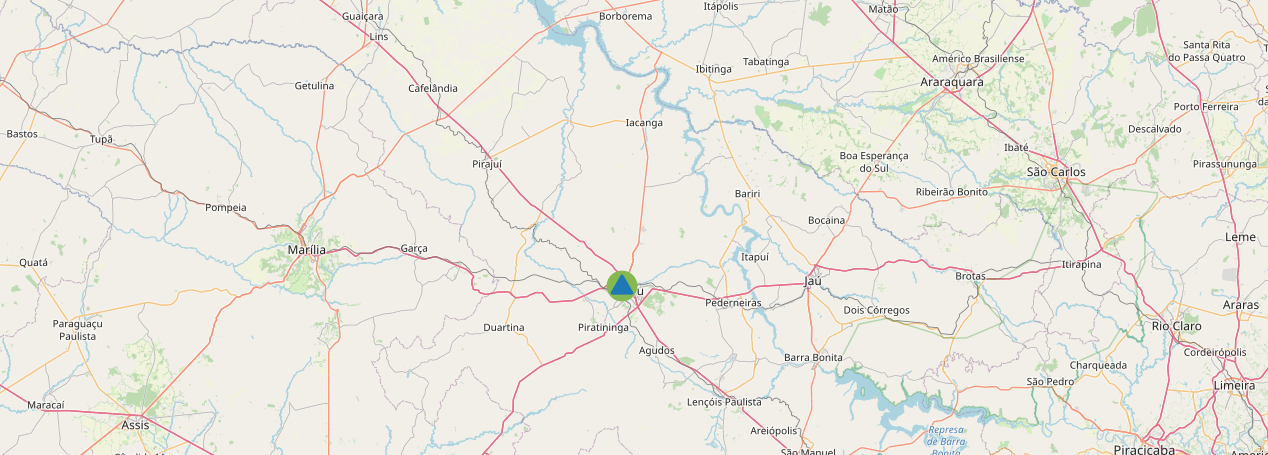 Itápolis
Matão
Guaiçara
Borborema
Lins
Santa Rita
do Passa Quatro
Américo Brasiliense
Tabatinga
Ibitinga
Araraquara
Getulina
Cafelândia
Porto Ferreira
Iacanga
Descalvado
Bastos
Tupã
Ibaté
Boa Esperança
do Sul
Pirajuí
Pirassununga
São Carlos
Ribeirão Bonito
Bariri
Pompeia
Bocaina
Leme
Marília
Garça
Itapuí
Quatá
Itirapina
Brotas
Jaú
u
Pederneiras
Araras
Dois Córregos
Paraguaçu
Paulista
Duartina
Piratininga
Rio Claro
Agudos
Cordeirópolis
Barra Bonita
Charqueada
São Pedro
Limeira
Lençóis Paulista
Maracaí
Assis
Areiópolis
Represa
de Barra
Bonita
São Manuel
Piracicaba